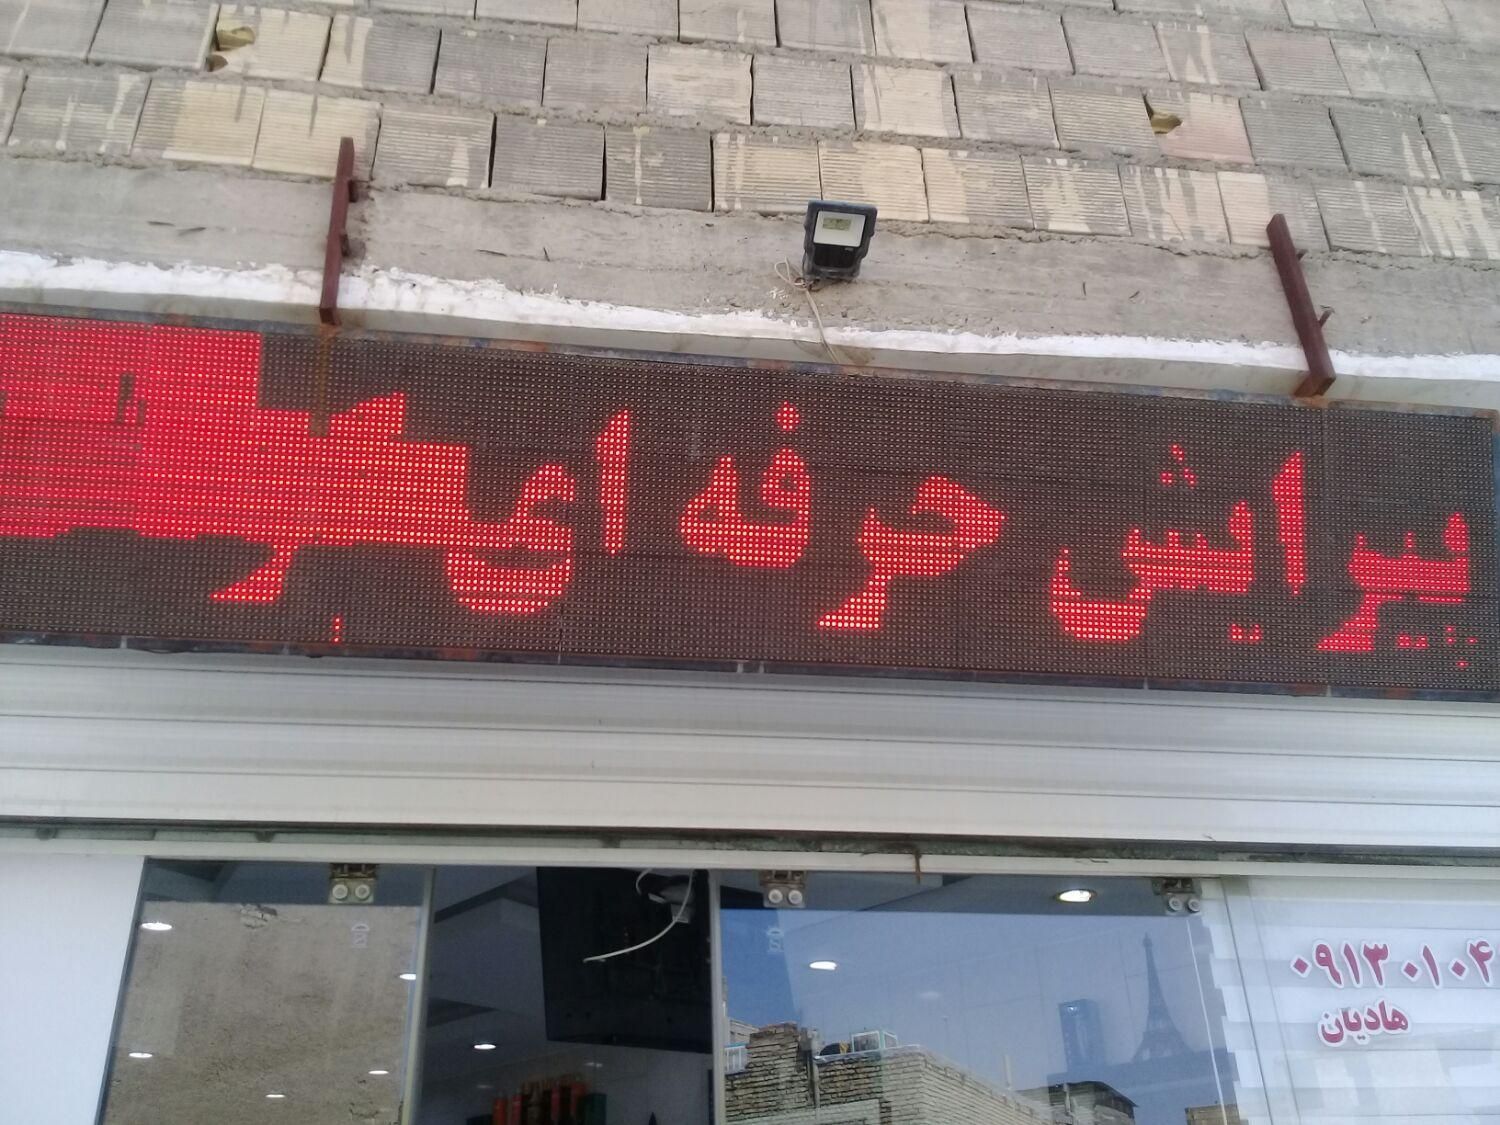 پیرایش حرفه ای
۰۹۱۳۰۱۰۴
هادیان